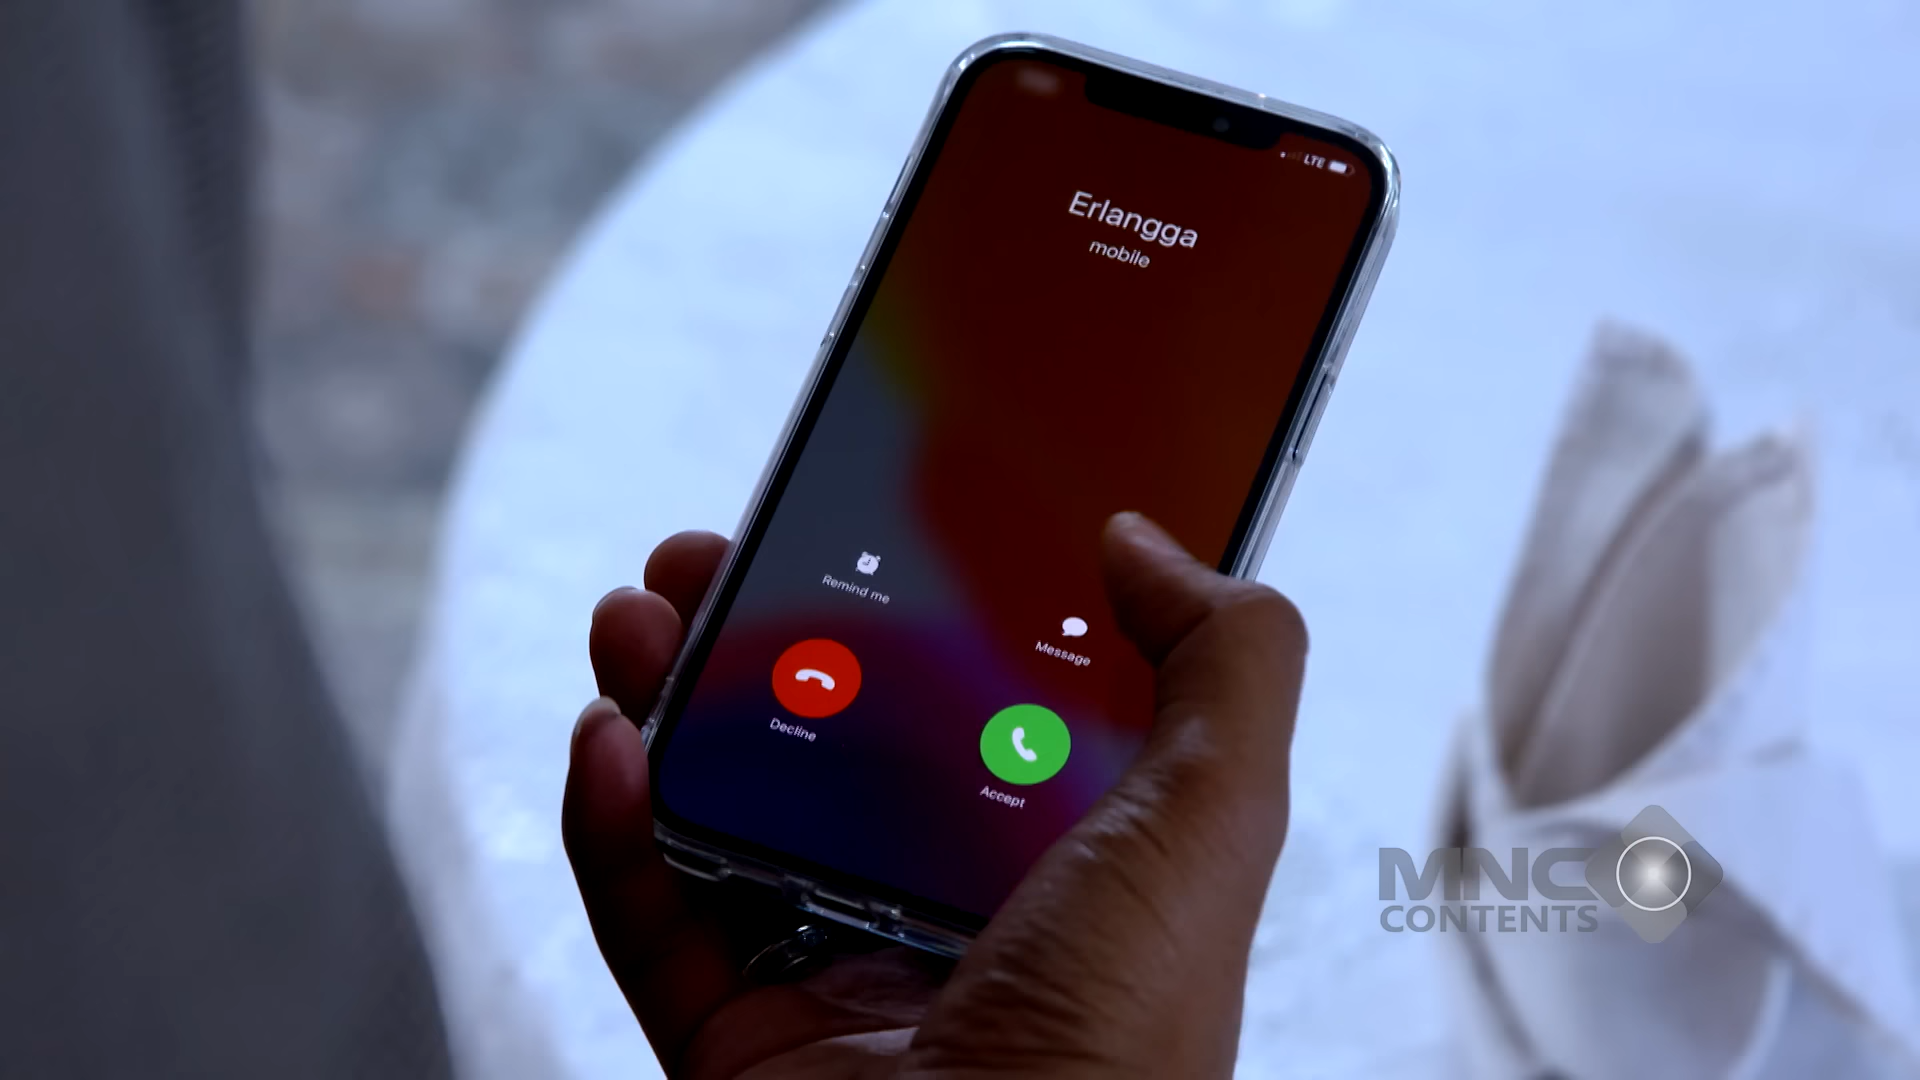 LTE
Erlangga
mobile
Remind me
Message
Decline
Accept
MNC
CONTENTS